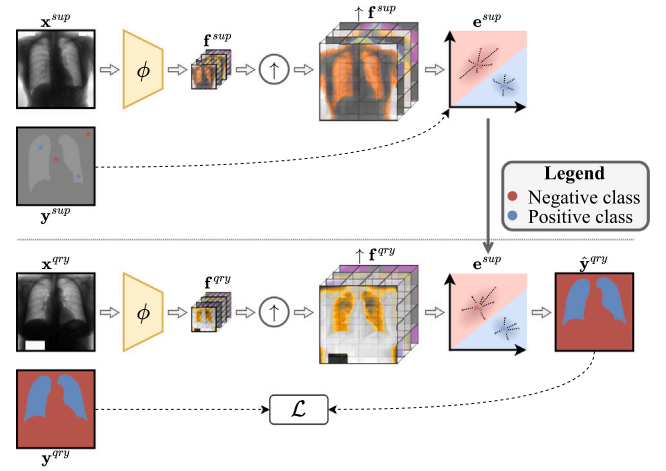 x^sup
f^sup
↑ f^sup
e^sup
ϕ
↑
y^sup
Legend
Negative class
Positive class
x^qry
f^qry
↑ f^qry
e^sup
ŷ^qry
ϕ
↑
ℒ
y^qry